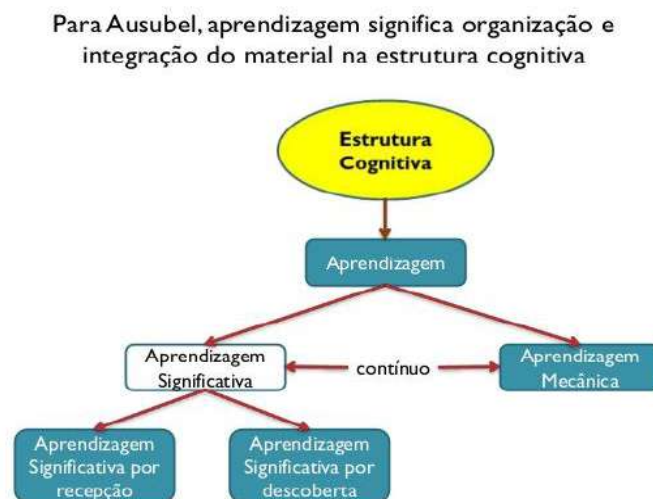 Para Ausubel, aprendizagem significa organização e
integração do material na estrutura cognitiva
Estrutura
Cognitiva
Aprendizagem
Aprendizagem
Significativa
contínuo
Aprendizagem
Mecânica
Aprendizagem
Significativa por
recepção
Aprendizagem
Significativa por
descoberta